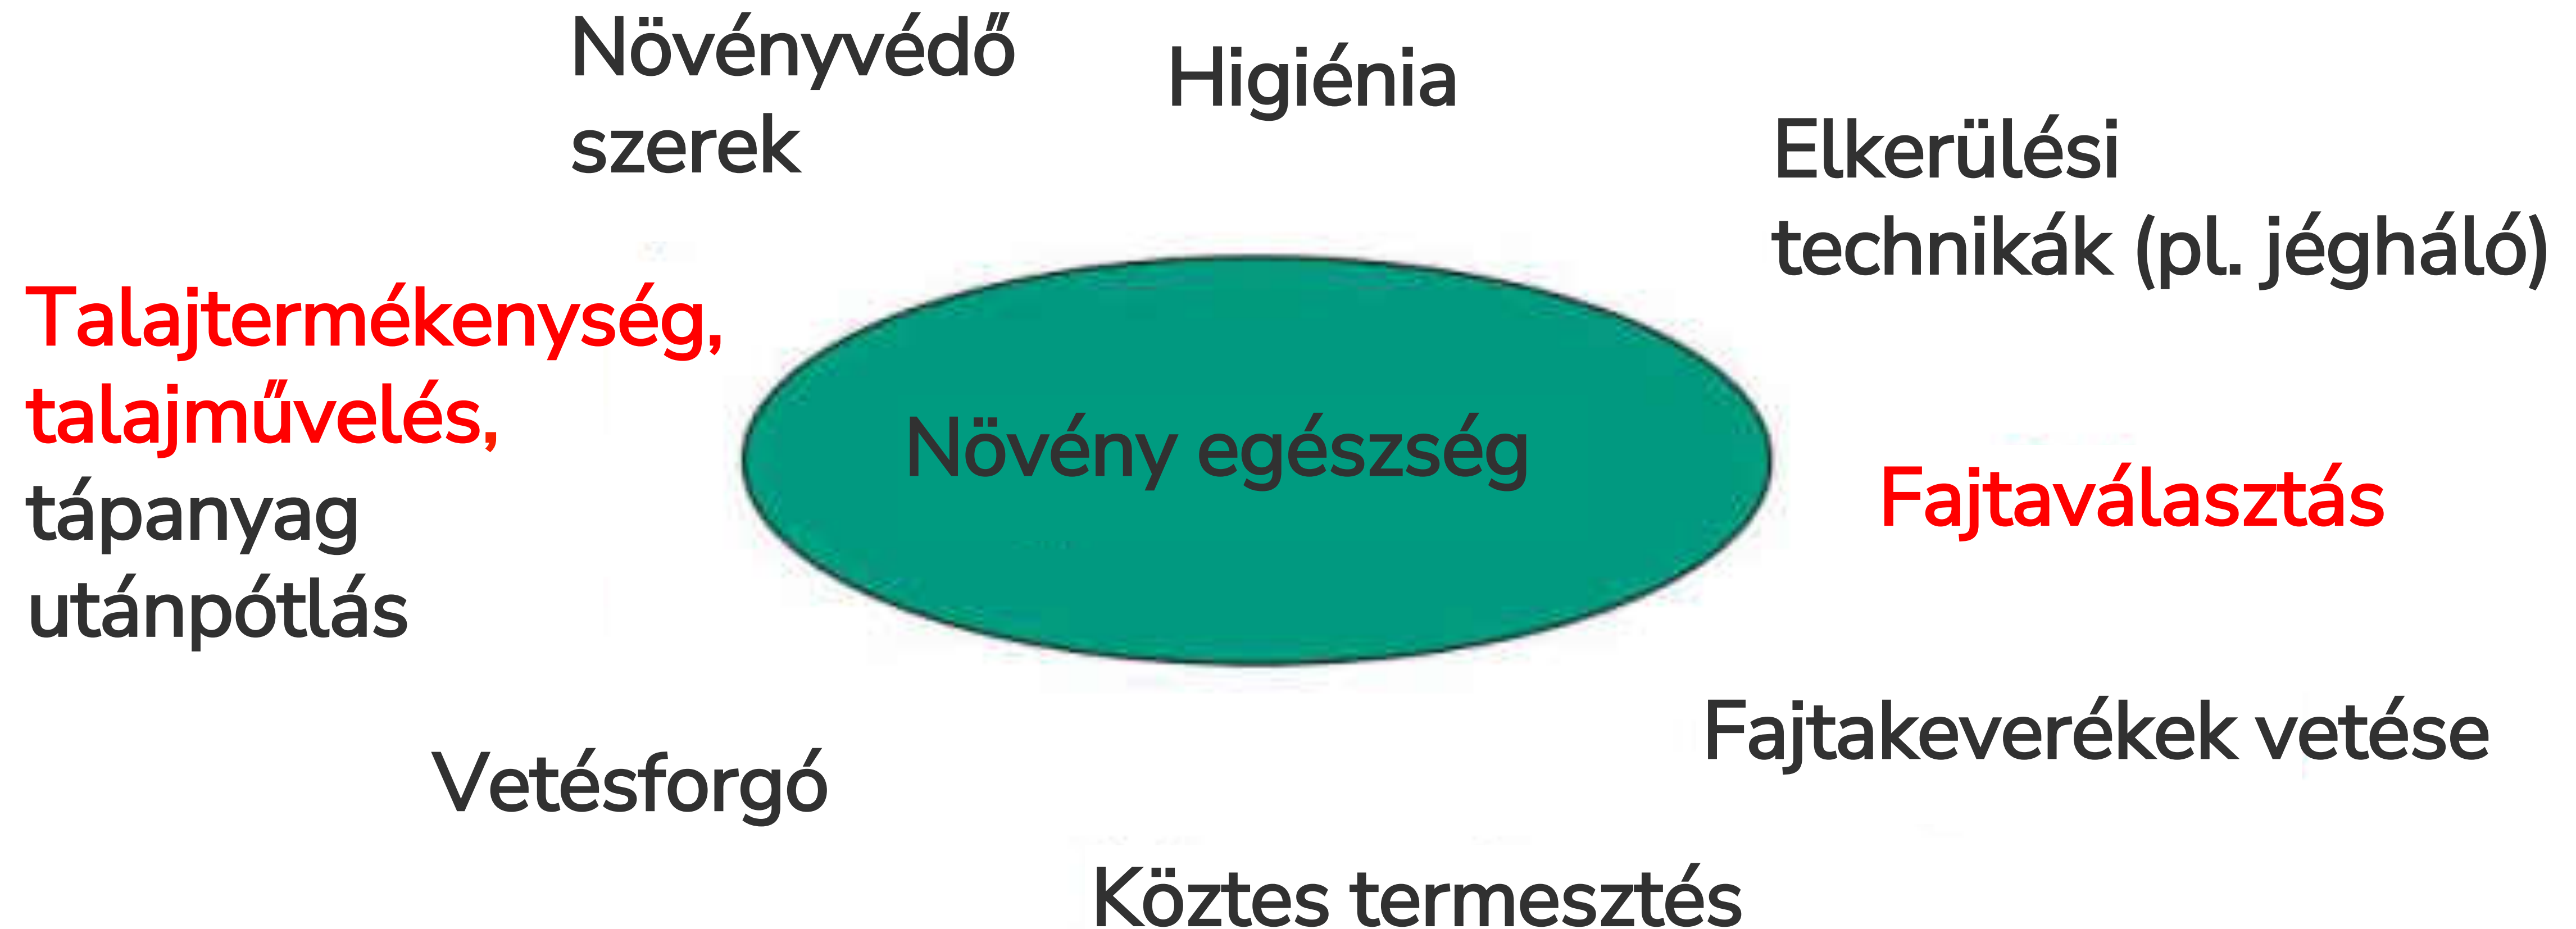 Növényvédő
szerek
Higiénia
Elkerülési
technikák (pl. jégháló)
Talajtermékenység,
talajművelés,
tápanyag
utánpótlás
Növény egészség
Fajtaválasztás
Fajtakeverékek vetése
Vetésforgó
Köztes termesztés